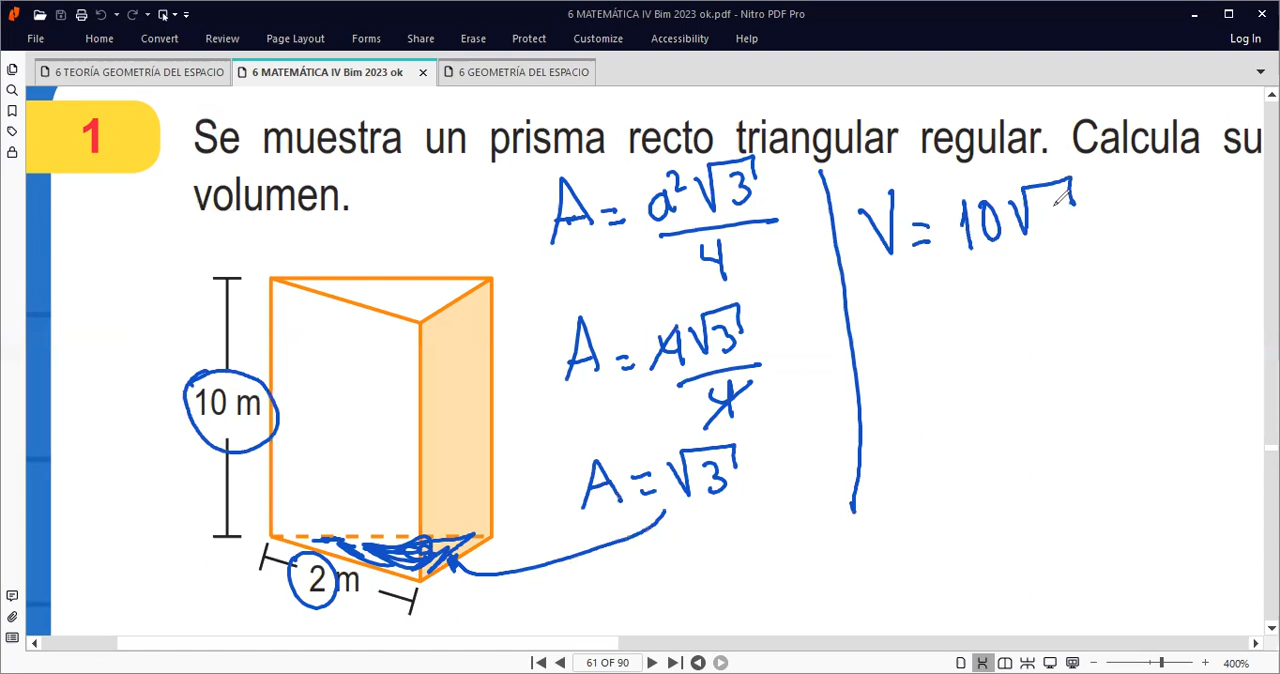 6 MATEMÁTICA IV Bim 2023 ok.pdf - Nitro PDF Pro
File Home Convert Review Page Layout Forms Share Erase Protect Customize Accessibility Help Log In
6 TEORÍA GEOMETRÍA DEL ESPACIO 6 MATEMÁTICA IV Bim 2023 ok 6 GEOMETRÍA DEL ESPACIO
1 Se muestra un prisma recto triangular regular. Calcula su
volumen.
A = a²√3 / 4
V = 10√
A = 4√3 / 4
10 m
A = √3
2 m
61 OF 90
400%